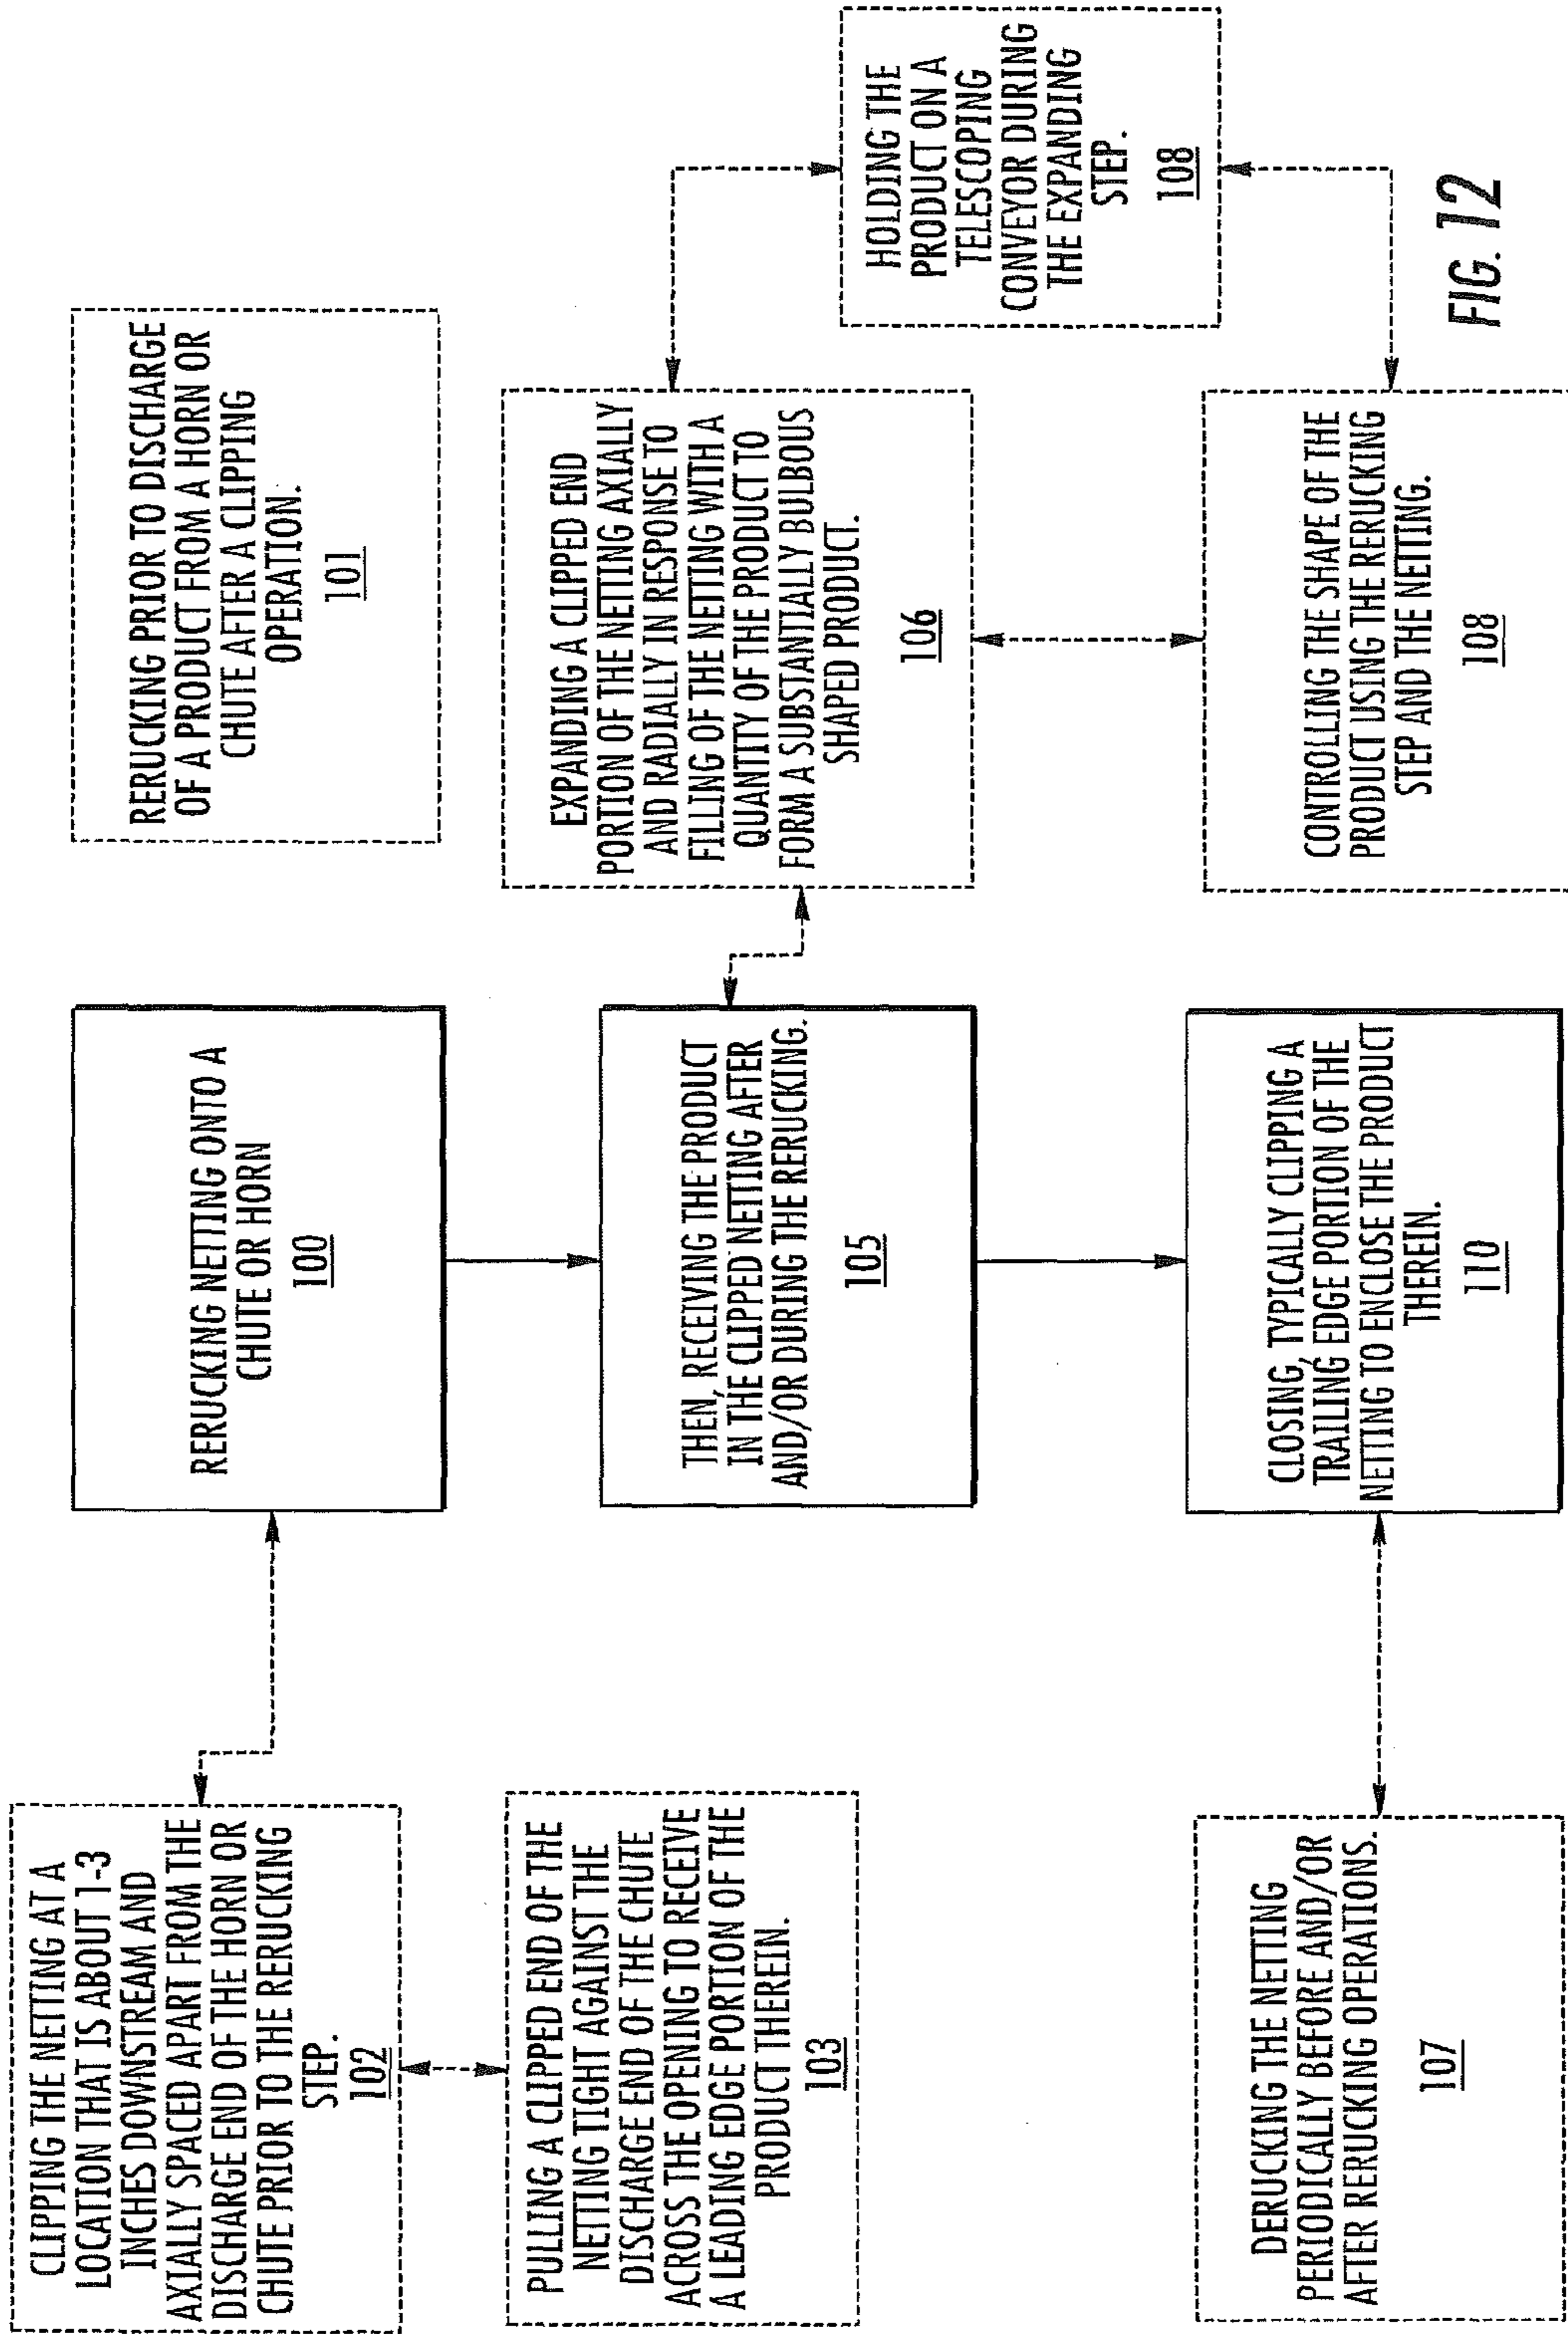 CLIPPING THE NETTING AT A
LOCATION THAT IS ABOUT 1-3
INCHES DOWNSTREAM AND
AXIALLY SPACED APART FROM THE
DISCHARGE END OF THE HORN OR
CHUTE PRIOR TO THE RERUCKING
STEP.
102
PULLING A CLIPPED END OF THE
NETTING TIGHT AGAINST THE
DISCHARGE END OF THE CHUTE
ACROSS THE OPENING TO RECEIVE
A LEADING EDGE PORTION OF THE
PRODUCT THEREIN.
103
DERUCKING THE NETTING
PERIODICALLY BEFORE AND/OR
AFTER RERUCKING OPERATIONS.
107
RERUCKING NETTING ONTO A
CHUTE OR HORN
100
THEN, RECEIVING THE PRODUCT
IN THE CLIPPED NETTING AFTER
AND/OR DURING THE RERUCKING.
105
CLOSING, TYPICALLY CLIPPING A
TRAILING EDGE PORTION OF THE
NETTING TO ENCLOSE THE PRODUCT
THEREIN.
110
RERUCKING PRIOR TO DISCHARGE
OF A PRODUCT FROM A HORN OR
CHUTE AFTER A CLIPPING
OPERATION.
101
EXPANDING A CLIPPED END
PORTION OF THE NETTING AXIALLY
AND RADIALLY IN RESPONSE TO
FILLING OF THE NETTING WITH A
QUANTITY OF THE PRODUCT TO
FORM A SUBSTANTIALLY BULBOUS
SHAPED PRODUCT.
106
CONTROLLING THE SHAPE OF THE
PRODUCT USING THE RERUCKING
STEP AND THE NETTING.
108
HOLDING THE
PRODUCT ON A
TELESCOPING
CONVEYOR DURING
THE EXPANDING
STEP.
108
FIG. 12